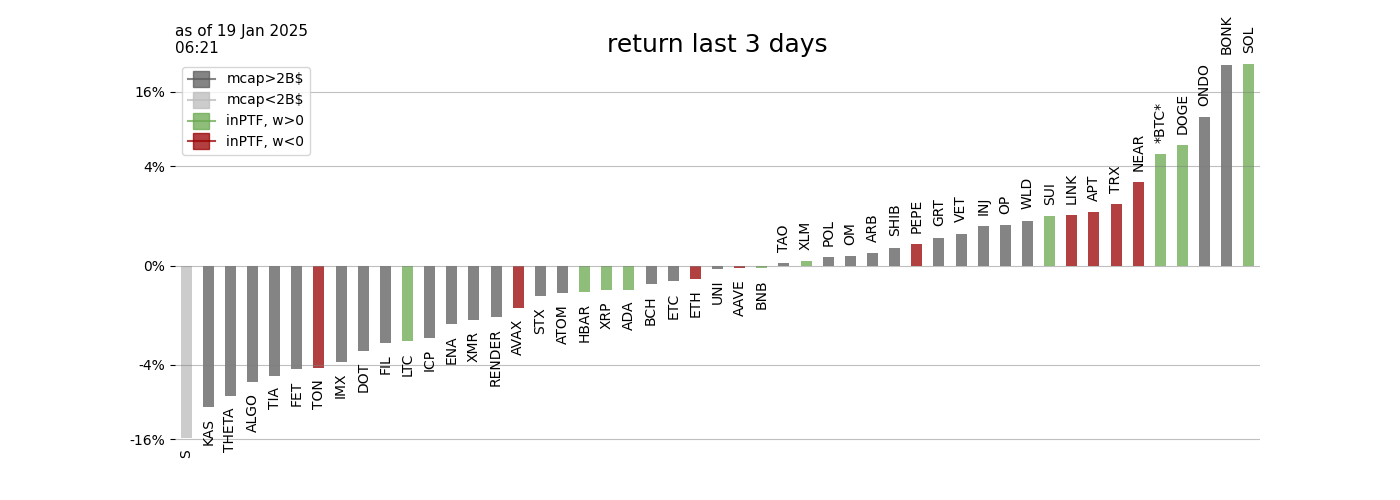 as of 19 Jan 2025
06:21
return last 3 days
mcap>2B$
mcap<2B$
inPTF, w>0
inPTF, w<0
16%
4%
0%
-4%
-16%
S
KAS
THETA
ALGO
TIA
FET
TON
IMX
DOT
FIL
LTC
ICP
ENA
XMR
RENDER
AVAX
STX
ATOM
HBAR
XRP
ADA
BCH
ETC
ETH
UNI
AAVE
BNB
TAO
XLM
POL
OM
ARB
SHIB
PEPE
GRT
VET
INJ
OP
WLD
SUI
LINK
APT
TRX
NEAR
*BTC*
DOGE
ONDO
BONK
SOL